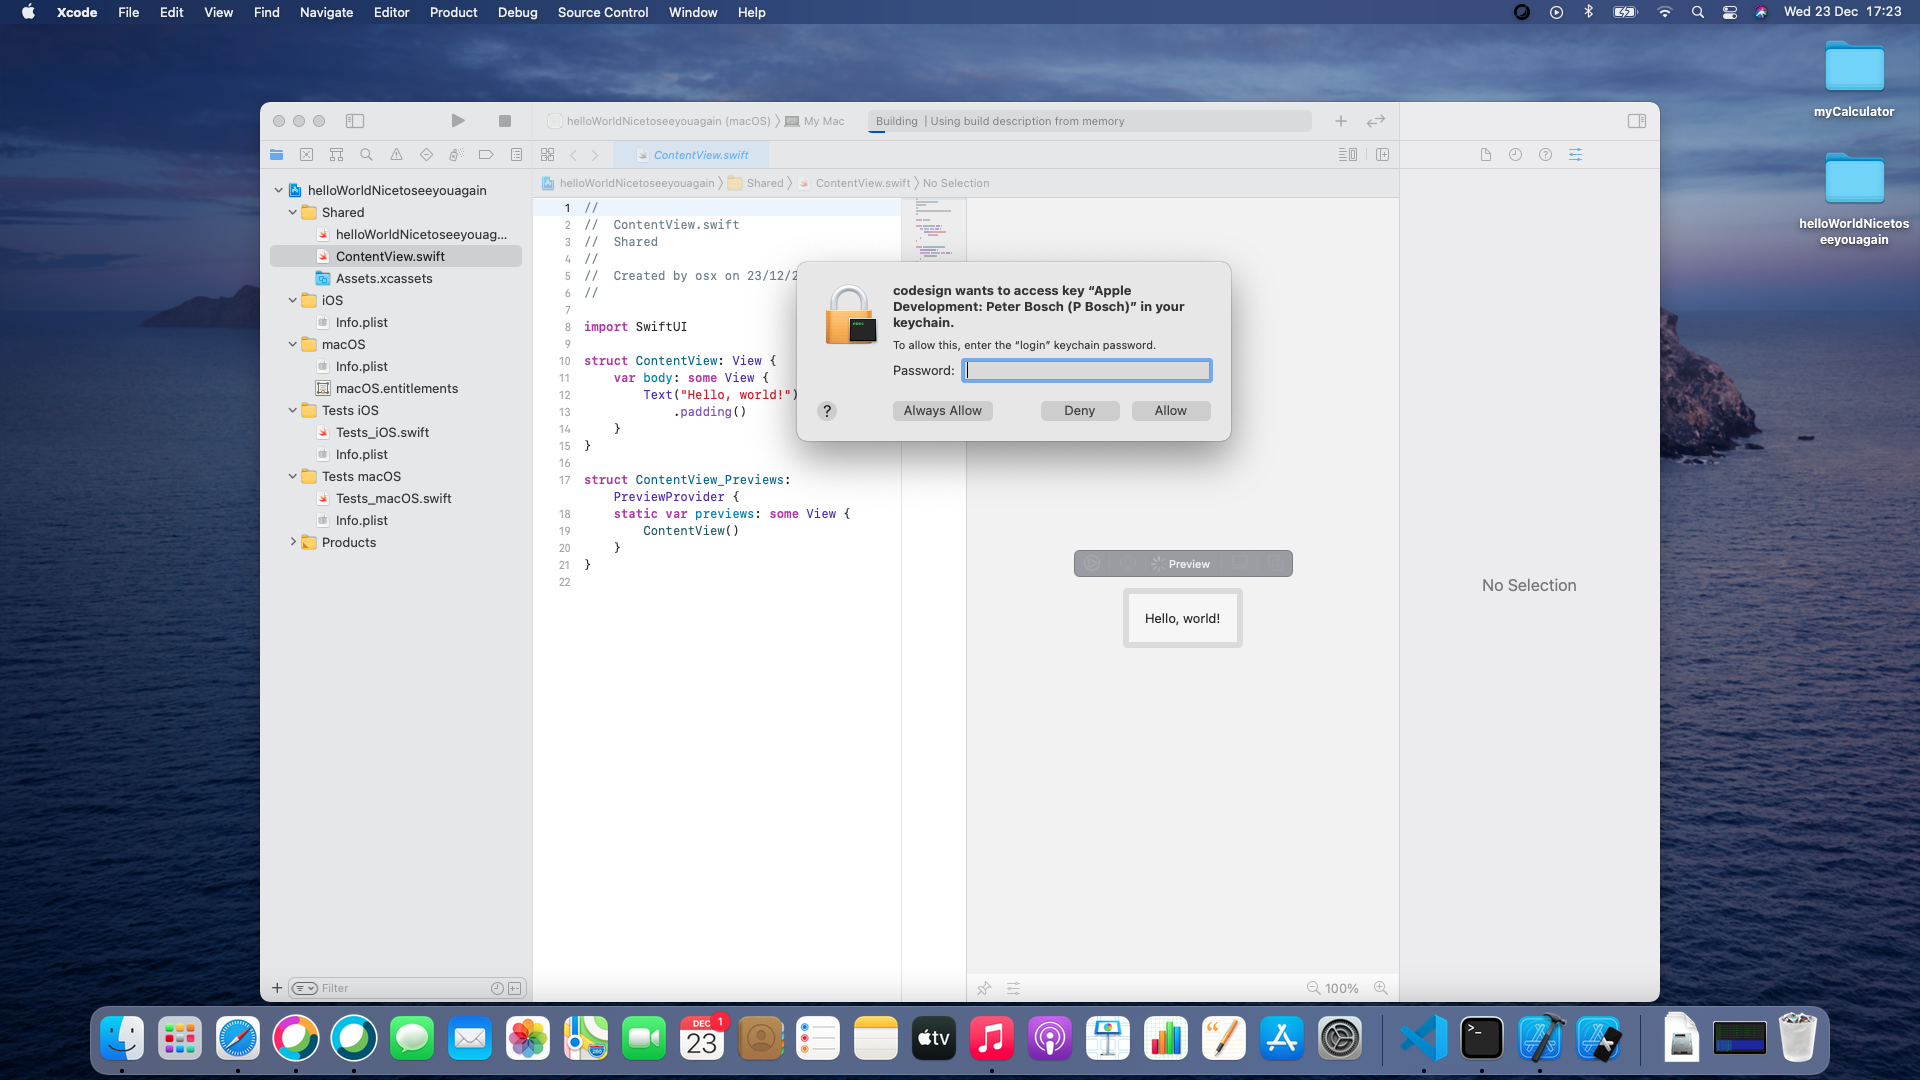 Xcode File Edit View Find Navigate Editor Product Debug Source Control Window Help Wed 23 Dec 17:23
myCalculator
helloWorldNicetos
eeyouagain
helloWorldNicetoseeyouagain (macOS) My Mac Building | Using build description from memory
ContentView.swift
helloWorldNicetoseeyouagain Shared ContentView.swift No Selection
helloWorldNicetoseeyouagain
Shared
helloWorldNicetoseeyouag...
ContentView.swift
Assets.xcassets
iOS
Info.plist
macOS
Info.plist
macOS.entitlements
Tests iOS
Tests_iOS.swift
Info.plist
Tests macOS
Tests_macOS.swift
Info.plist
Products
Filter
1 //
2 // ContentView.swift
3 // Shared
4 //
5 // Created by osx on 23/12/2
6 //
7
8 import SwiftUI
9
10 struct ContentView: View {
11 var body: some View {
12 Text("Hello, world!")
13 .padding()
14 }
15 }
16
17 struct ContentView_Previews:
PreviewProvider {
18 static var previews: some View {
19 ContentView()
20 }
21 }
22
codesign wants to access key “Apple
Development: Peter Bosch (P Bosch)” in your
keychain.
To allow this, enter the “login” keychain password.
Password:
? Always Allow Deny Allow
Preview
Hello, world!
100%
No Selection
DEC 1
23
tv
280
>_